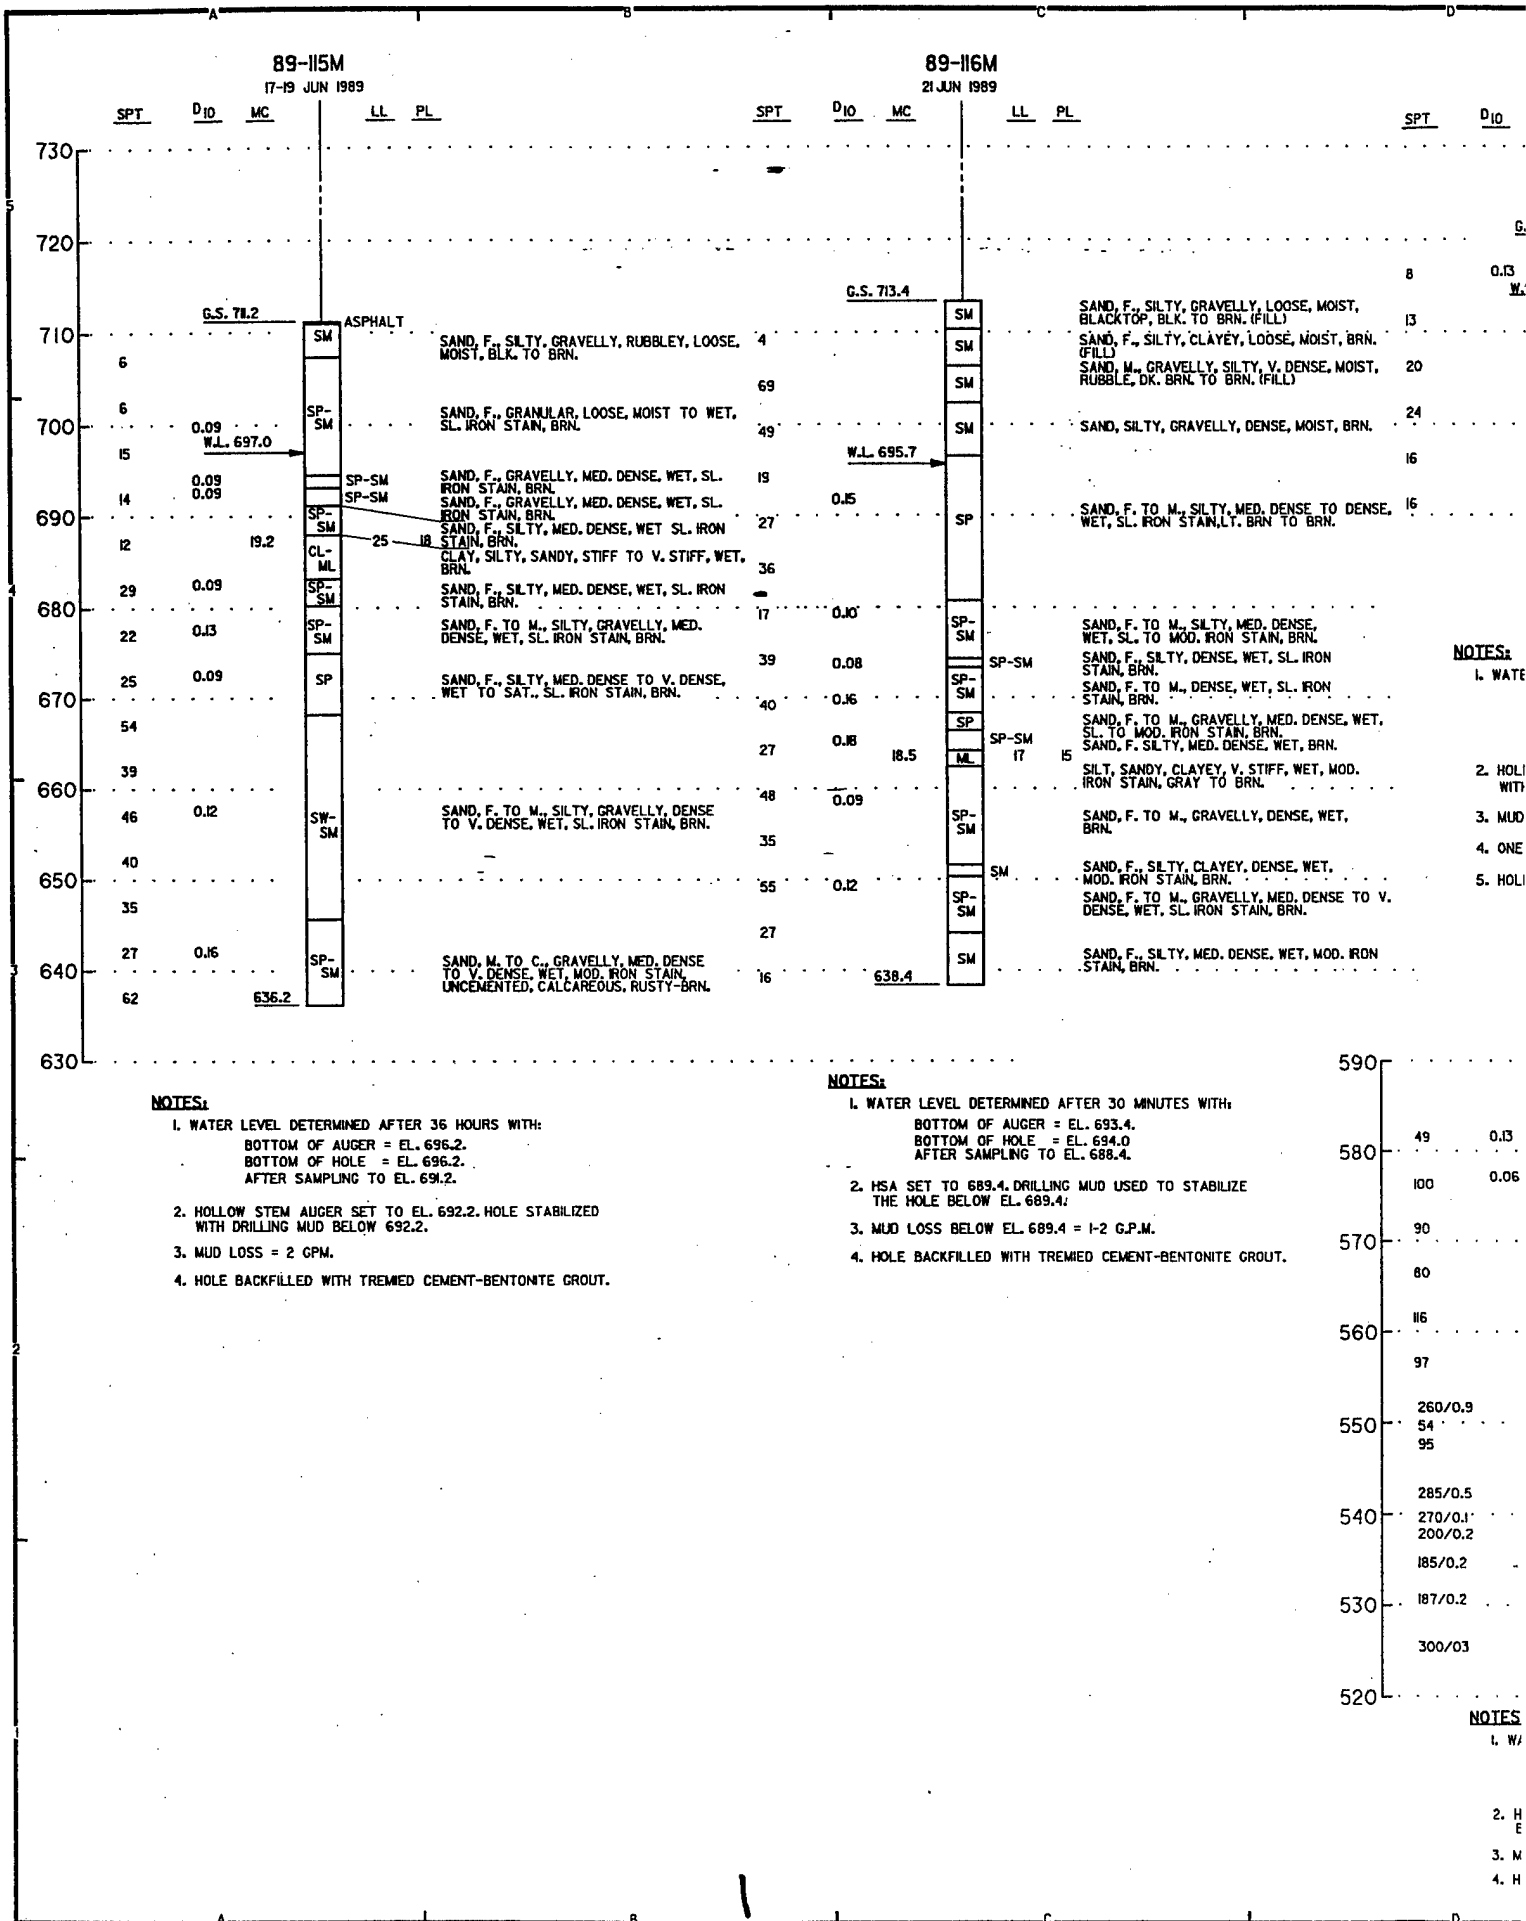 A B C D
89-115M
17-19 JUN 1989
SPT D10 MC LL PL
730
720
710
700
690
680
670
660
650
640
630
G.S. 711.2
ASPHALT
SM
SAND, F., SILTY, GRAVELLY, RUBBLEY, LOOSE,
MOIST, BLK. TO BRN.
6
6
SP-
SM
SAND, F., GRANULAR, LOOSE, MOIST TO WET,
SL. IRON STAIN, BRN.
0.09
W.L. 697.0
15
0.09
0.09
SP-SM
SAND, F., GRAVELLY, MED. DENSE, WET, SL.
IRON STAIN, BRN.
14
SP-SM
SAND, F., GRAVELLY, MED. DENSE, WET, SL.
IRON STAIN, BRN.
SP-
SM
SAND, F., SILTY, MED. DENSE, WET SL. IRON
STAIN, BRN.
12 19.2 25 18
CL-
ML
CLAY, SILTY, SANDY, STIFF TO V. STIFF, WET,
BRN.
29 0.09
SP-
SM
SAND, F., SILTY, MED. DENSE, WET, SL. IRON
STAIN, BRN.
22 0.13
SP-
SM
SAND, F. TO M., SILTY, GRAVELLY, MED.
DENSE, WET, SL. IRON STAIN, BRN.
25 0.09
SP
SAND, F., SILTY, MED. DENSE TO V. DENSE,
WET TO SAT., SL. IRON STAIN, BRN.
54
39
46 0.12
SW-
SM
SAND, F. TO M., SILTY, GRAVELLY, DENSE
TO V. DENSE, WET, SL. IRON STAIN, BRN.
40
35
27 0.16
SP-
SM
SAND, M. TO C., GRAVELLY, MED. DENSE
TO V. DENSE, WET, MOD. IRON STAIN,
UNCEMENTED, CALCAREOUS, RUSTY-BRN.
62 636.2
NOTES:
1. WATER LEVEL DETERMINED AFTER 36 HOURS WITH:
BOTTOM OF AUGER = EL. 696.2.
BOTTOM OF HOLE = EL. 696.2.
AFTER SAMPLING TO EL. 691.2.
2. HOLLOW STEM AUGER SET TO EL. 692.2. HOLE STABILIZED
WITH DRILLING MUD BELOW 692.2.
3. MUD LOSS = 2 GPM.
4. HOLE BACKFILLED WITH TREMIED CEMENT-BENTONITE GROUT.
89-116M
21 JUN 1989
SPT D10 MC LL PL
G.S. 713.4
SM
SAND, F., SILTY, GRAVELLY, LOOSE, MOIST,
BLACKTOP, BLK. TO BRN. (FILL)
4
SM
SAND, F., SILTY, CLAYEY, LOOSE, MOIST, BRN.
(FILL)
69
SM
SAND, M., GRAVELLY, SILTY, V. DENSE, MOIST,
RUBBLE, DK. BRN. TO BRN. (FILL)
49
SM
SAND, SILTY, GRAVELLY, DENSE, MOIST, BRN.
W.L. 695.7
19
0.15
27
SP
SAND, F. TO M., SILTY, MED. DENSE TO DENSE,
WET, SL. IRON STAIN, LT. BRN TO BRN.
36
17 0.10
SP-
SM
SAND, F. TO M., SILTY, MED. DENSE,
WET, SL. TO MOD. IRON STAIN, BRN.
39 0.08
SP-SM
SAND, F., SILTY, DENSE, WET, SL. IRON
STAIN, BRN.
40 0.16
SP-
SM
SAND, F. TO M., DENSE, WET, SL. IRON
STAIN, BRN.
SP
SAND, F. TO M., GRAVELLY, MED. DENSE, WET,
SL. TO MOD. IRON STAIN, BRN.
27 0.18
SP-SM
SAND, F. SILTY, MED. DENSE, WET, BRN.
18.5 ML 17 15
SILT, SANDY, CLAYEY, V. STIFF, WET, MOD.
IRON STAIN, GRAY TO BRN.
48 0.09
SP-
SM
SAND, F. TO M., GRAVELLY, DENSE, WET,
BRN.
35
SM
SAND, F., SILTY, CLAYEY, DENSE, WET,
MOD. IRON STAIN, BRN.
55 0.12
SP-
SM
SAND, F. TO M., GRAVELLY, MED. DENSE TO V.
DENSE, WET, SL. IRON STAIN, BRN.
27
SM
SAND, F., SILTY, MED. DENSE, WET, MOD. IRON
STAIN, BRN.
16 638.4
NOTES:
1. WATER LEVEL DETERMINED AFTER 30 MINUTES WITH:
BOTTOM OF AUGER = EL. 693.4.
BOTTOM OF HOLE = EL. 694.0
AFTER SAMPLING TO EL. 688.4.
2. HSA SET TO 689.4. DRILLING MUD USED TO STABILIZE
THE HOLE BELOW EL. 689.4.
3. MUD LOSS BELOW EL. 689.4 = 1-2 G.P.M.
4. HOLE BACKFILLED WITH TREMIED CEMENT-BENTONITE GROUT.
SPT D10
G.
8 0.13
W.
13
20
24
16
16
NOTES:
1. WATE
2. HOL
WITH
3. MUD
4. ONE
5. HOL
590
580
570
560
550
540
530
520
49 0.13
100 0.06
90
80
116
97
260/0.9
54
95
285/0.5
270/0.1
200/0.2
185/0.2
187/0.2
300/03
NOTES
1. WA
2. H
E
3. M
4. H
5
4
3
2
1
A B C D